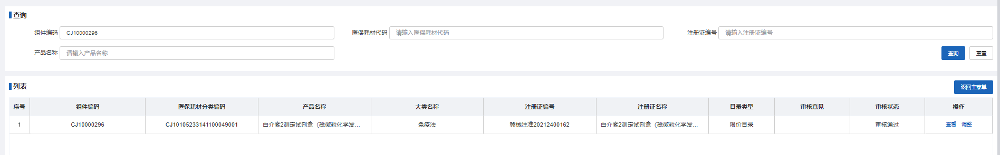 查询
组件编码 CJ10000296 医保耗材代码 请输入医保耗材代码 注册证编号 请输入注册证编号
产品名称 请输入产品名称 查询 重置
列表 返回主菜单
序号 组件编码 医保耗材分类编码 产品名称 大类名称 注册证编号 注册证名称 目录类型 审核意见 审核状态 操作
1 CJ10000296 CJ10105233141100049001 白介素2测定试剂盒（磁微粒化学发... 免疫法 冀械注准20212400162 白介素2测定试剂盒（磁微粒化学发... 限价目录 审核通过 查看 调整